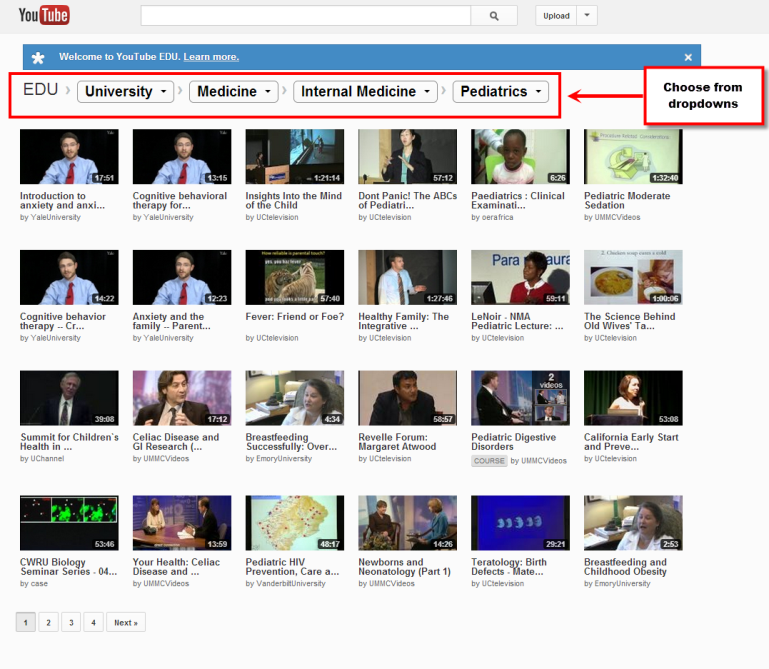 YouTube
Upload
Welcome to YouTube EDU. Learn more.
EDU
University
Medicine
Internal Medicine
Pediatrics
Choose from
dropdowns
17:51
13:15
1:21:14
57:12
6:26
1:32:40
Introduction to
anxiety and anxi...
by YaleUniversity
Cognitive behavioral
therapy for...
by YaleUniversity
Insights Into the Mind
of the Child
by UCtelevision
Dont Panic! The ABCs
of Pediatri...
by UCtelevision
Paediatrics : Clinical
Examinati...
by oerafrica
Pediatric Moderate
Sedation
by UMMCVideos
14:22
12:23
How reliable is parental touch?
57:40
1:27:46
59:11
2. Chicken soup cures a cold
1:00:06
Cognitive behavior
therapy -- Cr...
by YaleUniversity
Anxiety and the
family -- Parent...
by YaleUniversity
Fever: Friend or Foe?
by UCtelevision
Healthy Family: The
Integrative ...
by UCtelevision
LeNoir - NMA
Pediatric Lecture: ...
by UCtelevision
The Science Behind
Old Wives' Ta...
by UCtelevision
39:08
17:12
4:34
58:57
2
videos
53:08
Summit for Children's
Health in ...
by UChannel
Celiac Disease and
GI Research (...
by UMMCVideos
Breastfeeding
Successfully: Over...
by EmoryUniversity
Revelle Forum:
Margaret Atwood
by UCtelevision
Pediatric Digestive
Disorders
COURSE by UMMCVideos
California Early Start
and Preve...
by UCtelevision
53:46
13:59
48:17
14:26
29:21
2:53
CWRU Biology
Seminar Series - 04...
by case
Your Health: Celiac
Disease and ...
by UMMCVideos
Pediatric HIV
Prevention, Care a...
by VanderbiltUniversity
Newborns and
Neonatology (Part 1)
by UMMCVideos
Teratology: Birth
Defects - Mate...
by UCtelevision
Breastfeeding and
Childhood Obesity
by EmoryUniversity
1 2 3 4 Next »